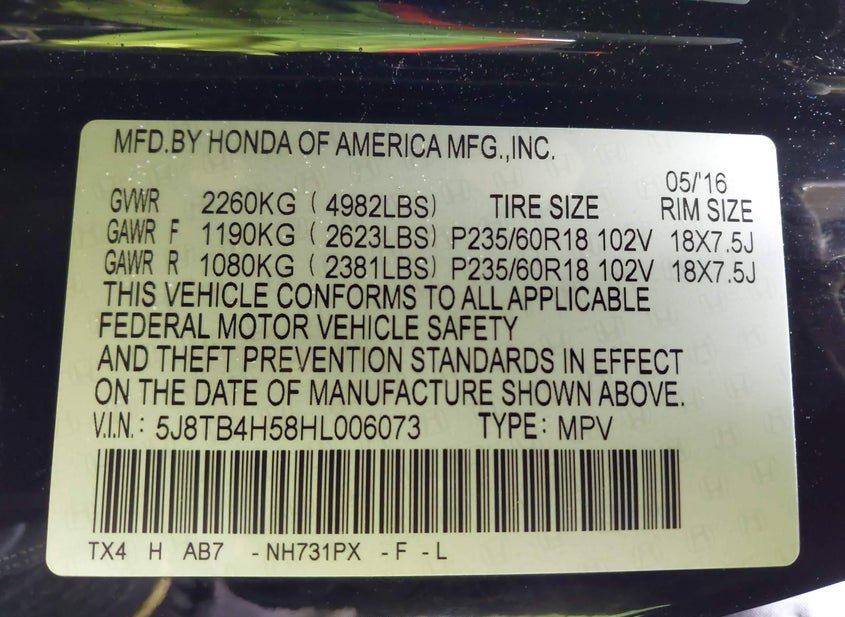 MFD.BY HONDA OF AMERICA MFG.,INC.
05/'16
GVWR 2260KG ( 4982LBS) TIRE SIZE RIM SIZE
GAWR F 1190KG ( 2623LBS) P235/60R18 102V 18X7.5J
GAWR R 1080KG ( 2381LBS) P235/60R18 102V 18X7.5J
THIS VEHICLE CONFORMS TO ALL APPLICABLE
FEDERAL MOTOR VEHICLE SAFETY
AND THEFT PREVENTION STANDARDS IN EFFECT
ON THE DATE OF MANUFACTURE SHOWN ABOVE.
V.I.N.: 5J8TB4H58HL006073 TYPE: MPV
TX4 H AB7 - NH731PX - F - L